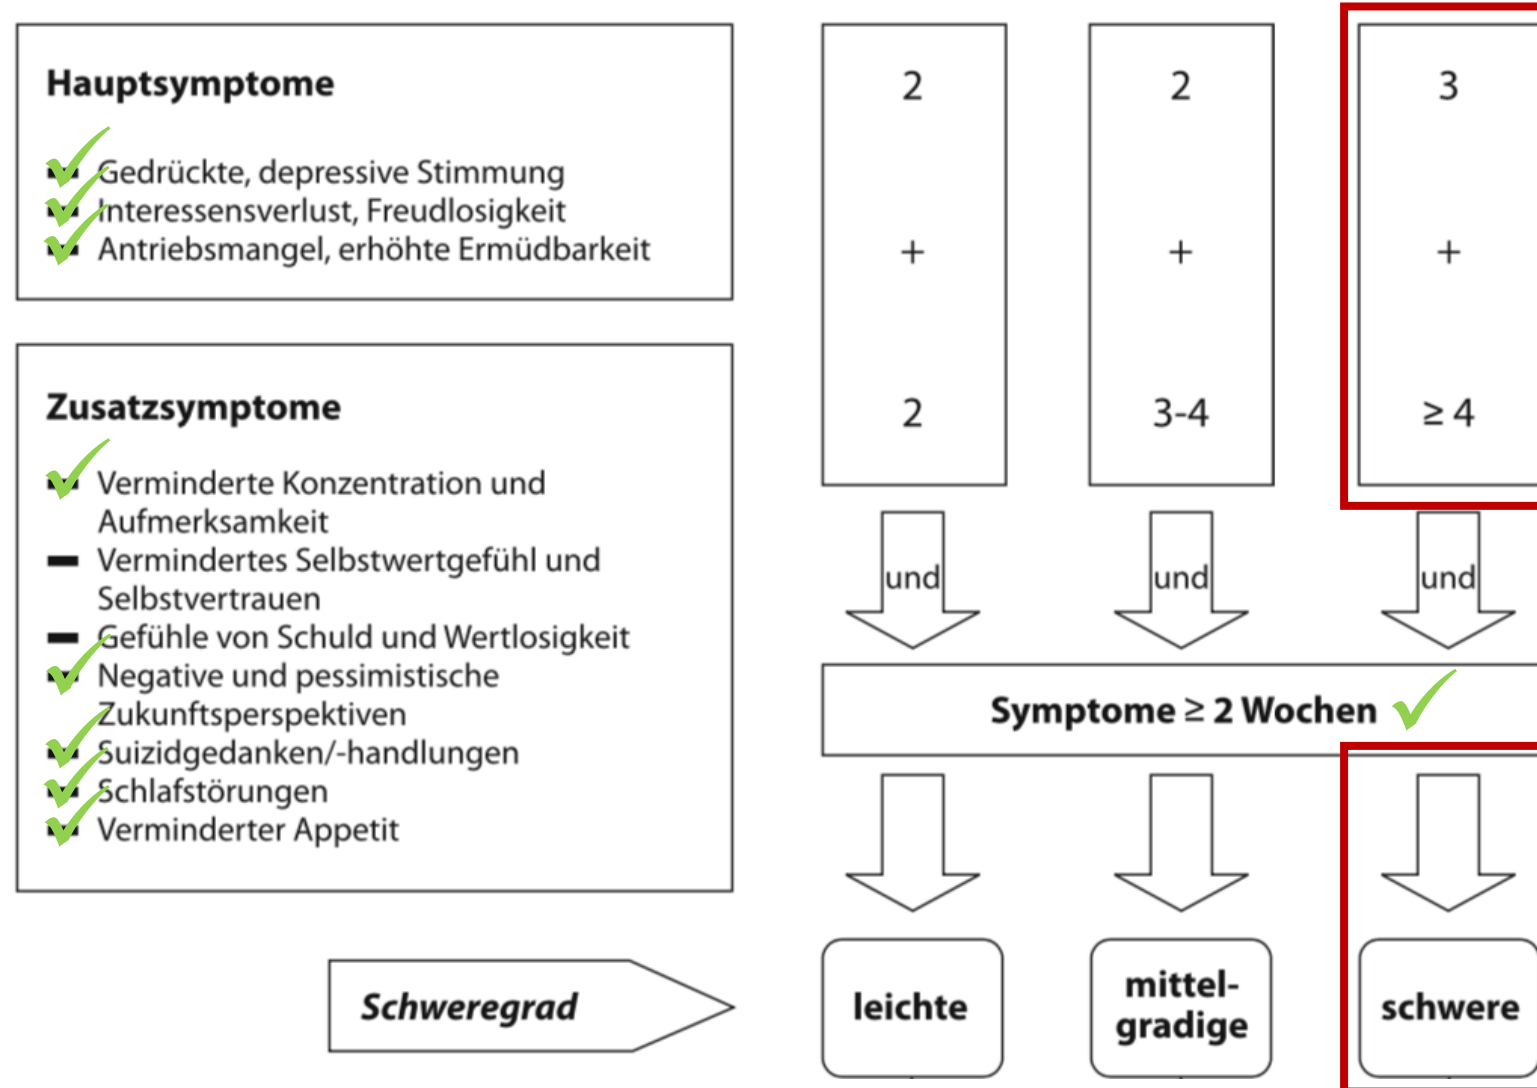 Hauptsymptome
Gedrückte, depressive Stimmung
Interessensverlust, Freudlosigkeit
Antriebsmangel, erhöhte Ermüdbarkeit
Zusatzsymptome
Verminderte Konzentration und
Aufmerksamkeit
Vermindertes Selbstwertgefühl und
Selbstvertrauen
Gefühle von Schuld und Wertlosigkeit
Negative und pessimistische
Zukunftsperspektiven
Suizidgedanken/-handlungen
Schlafstörungen
Verminderter Appetit
2 2 3
+ + +
2 3-4 ≥ 4
und und und
Symptome ≥ 2 Wochen
Schweregrad
leichte
mittel-
gradige
schwere